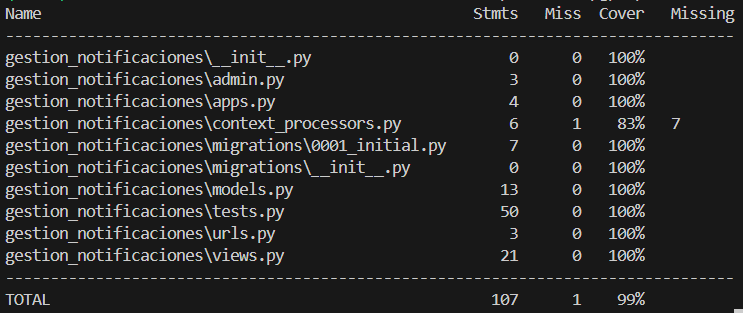 Name Stmts Miss Cover Missing
--------------------------------------------------------------------------------
gestion_notificaciones\__init__.py 0 0 100%
gestion_notificaciones\admin.py 3 0 100%
gestion_notificaciones\apps.py 4 0 100%
gestion_notificaciones\context_processors.py 6 1 83% 7
gestion_notificaciones\migrations\0001_initial.py 7 0 100%
gestion_notificaciones\migrations\__init__.py 0 0 100%
gestion_notificaciones\models.py 13 0 100%
gestion_notificaciones\tests.py 50 0 100%
gestion_notificaciones\urls.py 3 0 100%
gestion_notificaciones\views.py 21 0 100%
--------------------------------------------------------------------------------
TOTAL 107 1 99%